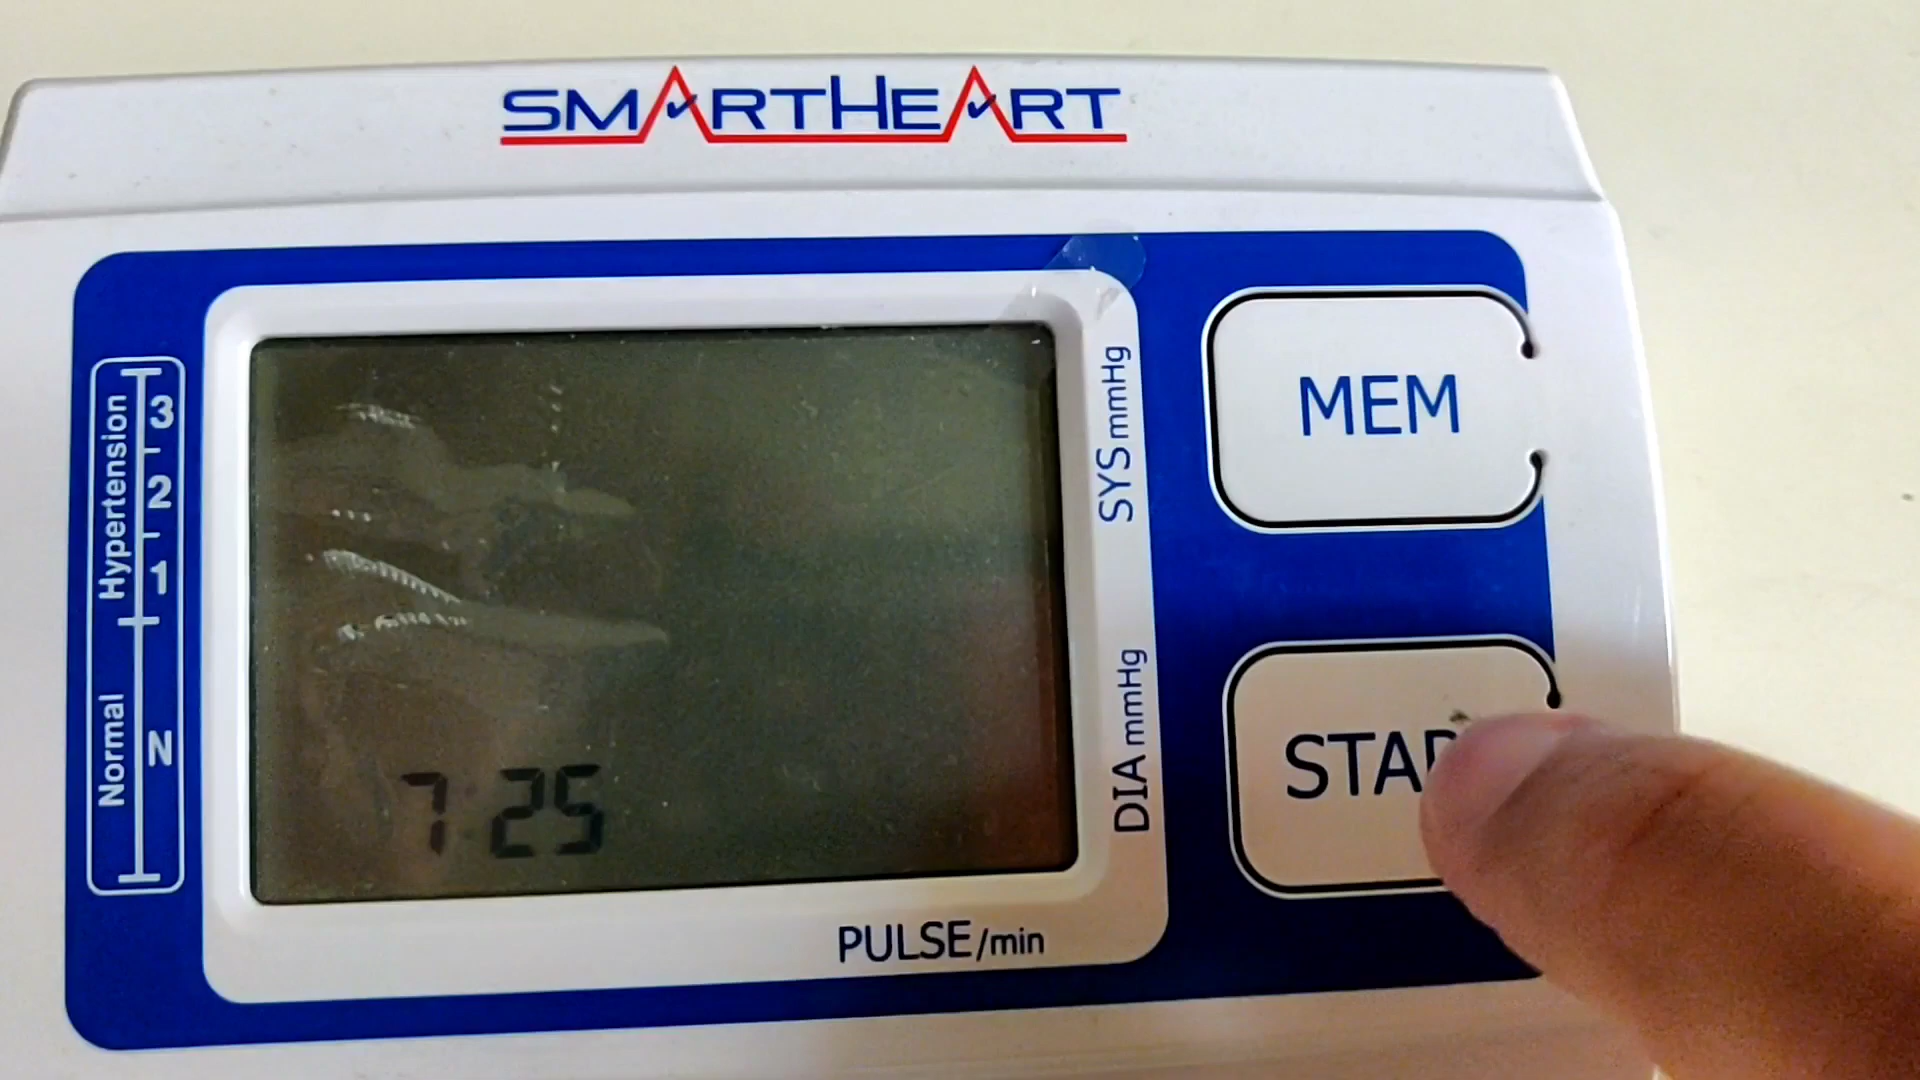 SMARTHEART
MEM
SYS mmHg
Hypertension
3
2
1
Normal
N
DIA mmHg
START
7:25
PULSE/min